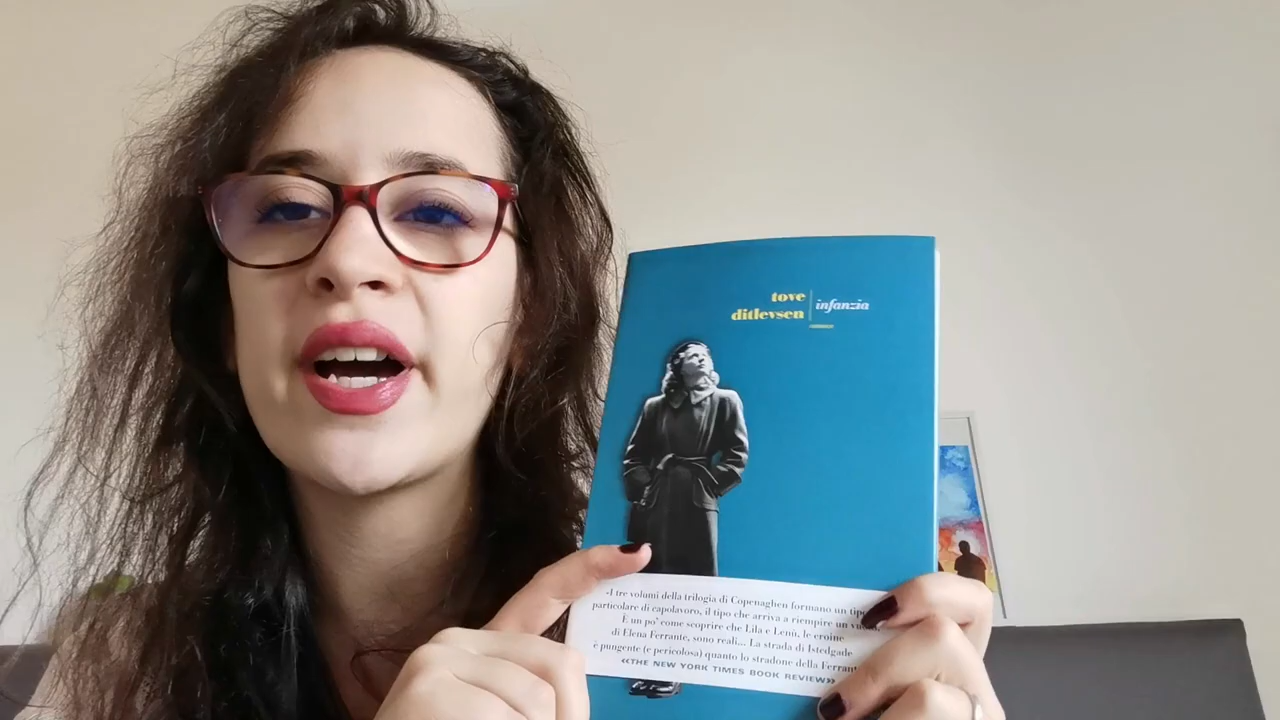 tove
ditlevsen
infanzia
«I tre volumi della trilogia di Copenaghen formano un tipo
particolare di capolavoro, il tipo che arriva a riempire un vuoto.
È un po' come scoprire che Lila e Lenù, le eroine
di Elena Ferrante, sono reali... La strada di Istedgade
è pungente (e pericolosa) quanto lo stradone della Ferrante
«THE NEW YORK TIMES BOOK REVIEW»